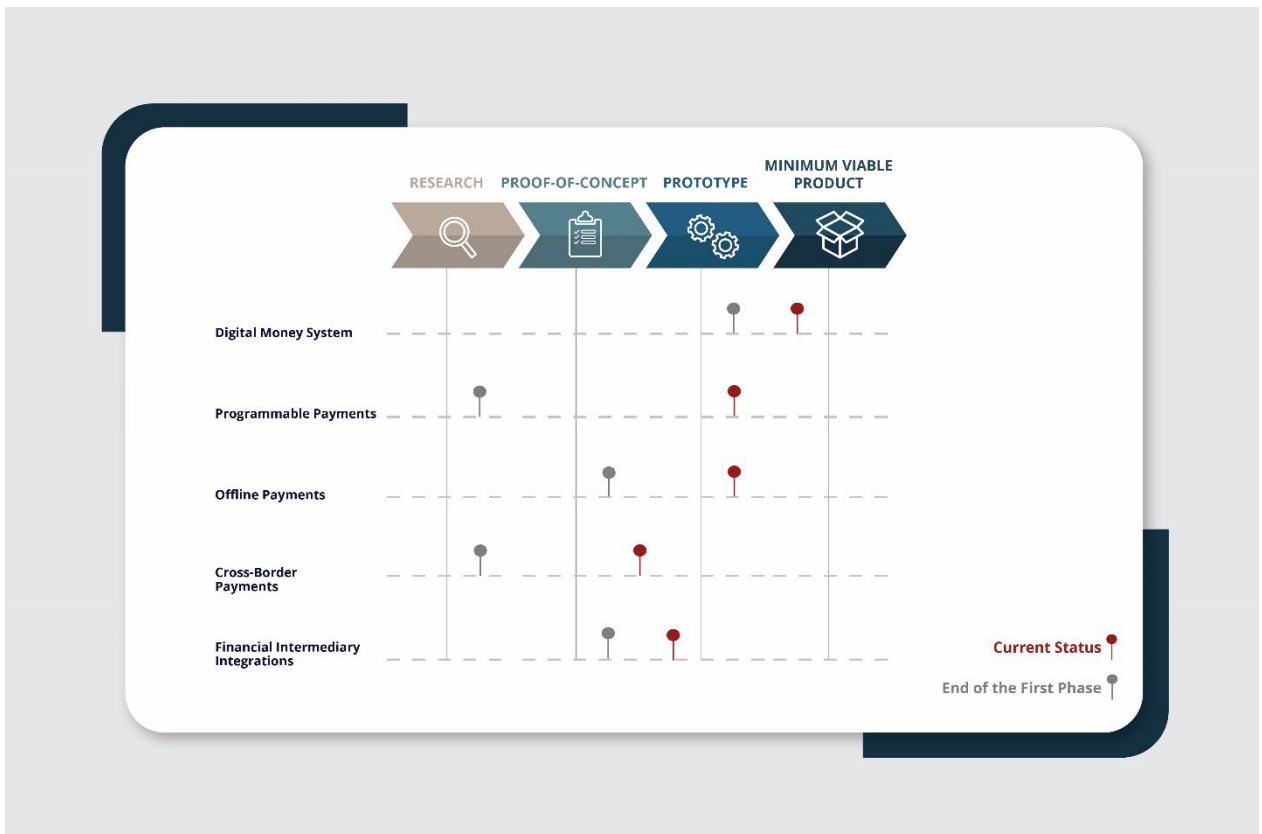 RESEARCH
PROOF-OF-CONCEPT
PROTOTYPE
MINIMUM VIABLE
PRODUCT
Digital Money System
Programmable Payments
Offline Payments
Cross-Border
Payments
Financial Intermediary
Integrations
Current Status
End of the First Phase